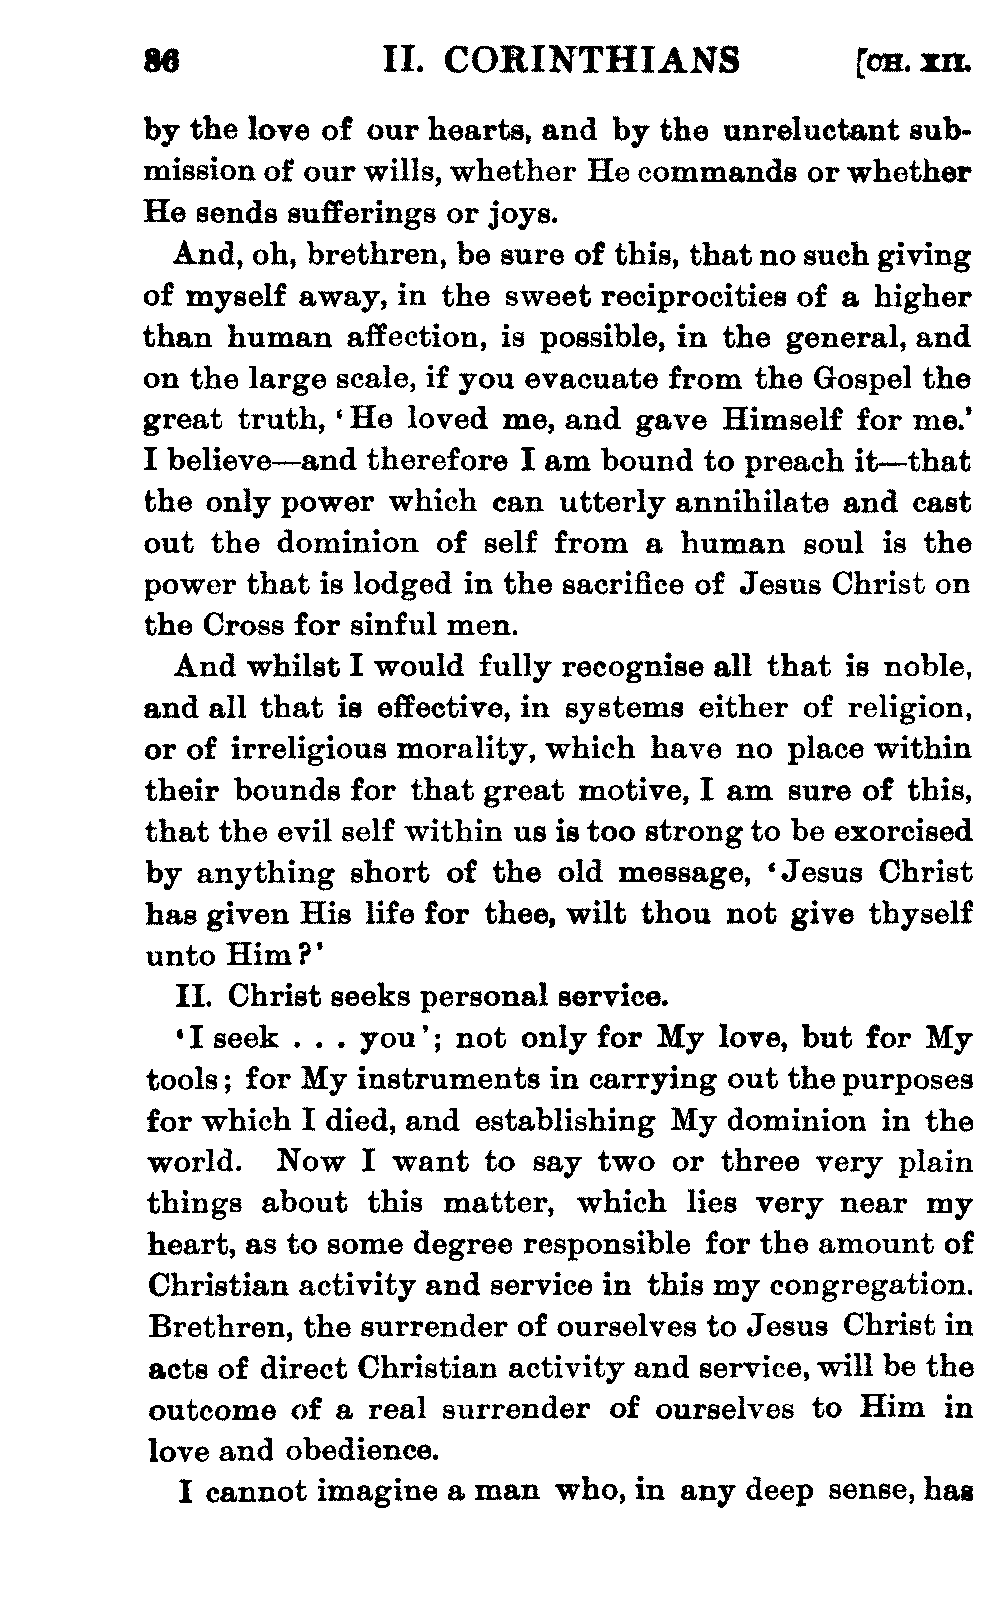 86 II. CORINTHIANS [CH. XII.
by the love of our hearts, and by the unreluctant sub-
mission of our wills, whether He commands or whether
He sends sufferings or joys.
And, oh, brethren, be sure of this, that no such giving
of myself away, in the sweet reciprocities of a higher
than human affection, is possible, in the general, and
on the large scale, if you evacuate from the Gospel the
great truth, ‘He loved me, and gave Himself for me.’
I believe—and therefore I am bound to preach it—that
the only power which can utterly annihilate and cast
out the dominion of self from a human soul is the
power that is lodged in the sacrifice of Jesus Christ on
the Cross for sinful men.
And whilst I would fully recognise all that is noble,
and all that is effective, in systems either of religion,
or of irreligious morality, which have no place within
their bounds for that great motive, I am sure of this,
that the evil self within us is too strong to be exorcised
by anything short of the old message, ‘Jesus Christ
has given His life for thee, wilt thou not give thyself
unto Him?’
II. Christ seeks personal service.
‘I seek . . . you’; not only for My love, but for My
tools; for My instruments in carrying out the purposes
for which I died, and establishing My dominion in the
world. Now I want to say two or three very plain
things about this matter, which lies very near my
heart, as to some degree responsible for the amount of
Christian activity and service in this my congregation.
Brethren, the surrender of ourselves to Jesus Christ in
acts of direct Christian activity and service, will be the
outcome of a real surrender of ourselves to Him in
love and obedience.
I cannot imagine a man who, in any deep sense, has